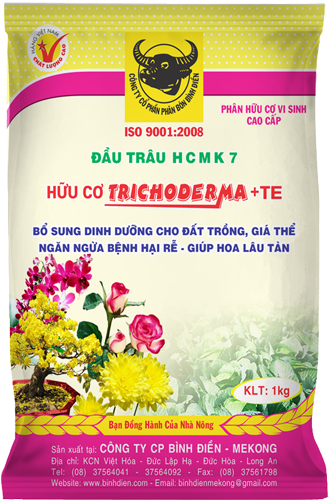 HÀNG VIỆT NAM
CHẤT LƯỢNG CAO
CÔNG TY CỔ PHẦN PHÂN BÓN BÌNH ĐIỀN
PHÂN HỮU CƠ VI SINH
CAO CẤP
ISO 9001:2008
ĐẦU TRÂU HCMK 7
HỮU CƠ TRICHODERMA +TE
BỔ SUNG DINH DƯỠNG CHO ĐẤT TRỒNG, GIÁ THỂ
NGĂN NGỪA BỆNH HẠI RỄ - GIÚP HOA LÂU TÀN
KLT: 1kg
Bạn Đồng Hành Của Nhà Nông
Sản xuất tại: CÔNG TY CP BÌNH ĐIỀN - MEKONG
Địa chỉ: KCN Việt Hóa - Đức Lập Hạ - Đức Hòa - Long An
Tel: (08) 37564041 - 37564092 - Fax: (08) 37561798
Website: www.binhdien.com - Email: binhdienmekong@gmail.com